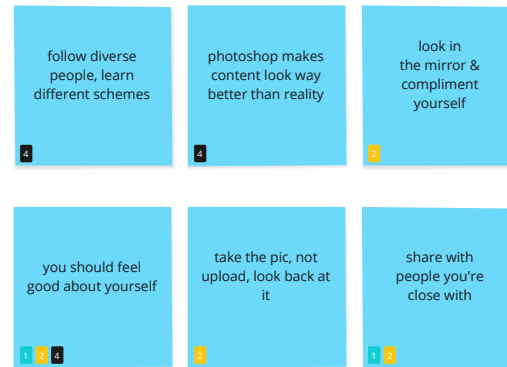 follow diverse
people, learn
different schemes
4
photoshop makes
content look way
better than reality
4
look in
the mirror &
compliment
yourself
2
you should feel
good about yourself
1 2 4
take the pic, not
upload, look back at
it
2
share with
people you're
close with
1 2